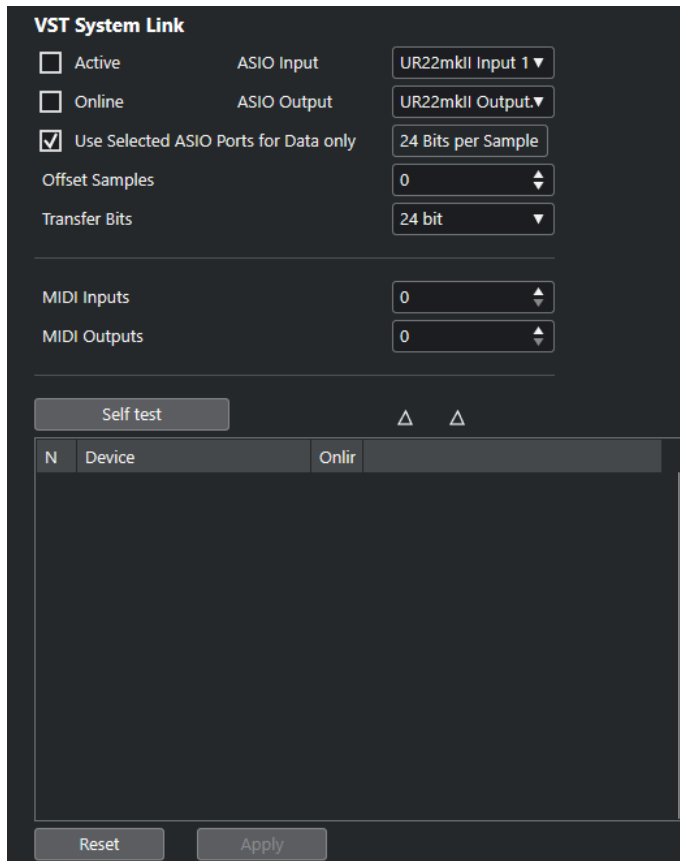 VST System Link
Active ASIO Input UR22mkII Input 1
Online ASIO Output UR22mkII Output.
Use Selected ASIO Ports for Data only 24 Bits per Sample
Offset Samples 0
Transfer Bits 24 bit
MIDI Inputs 0
MIDI Outputs 0
Self test
N Device Onlir
Reset Apply